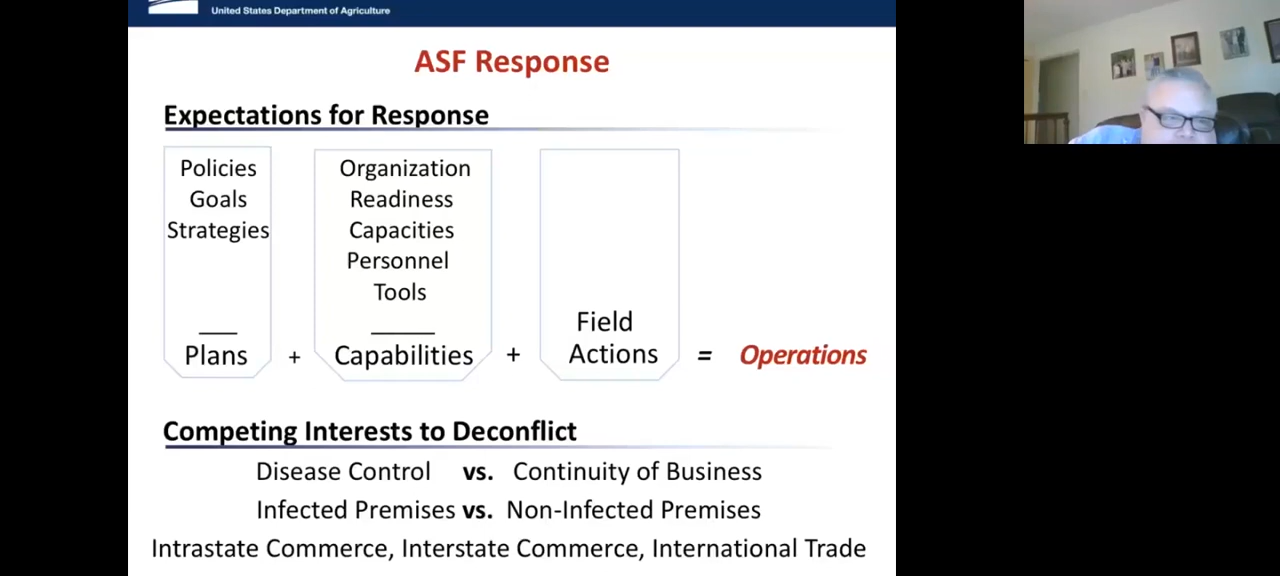 United States Department of Agriculture
ASF Response
Expectations for Response
Policies
Goals
Strategies
___
Plans
+
Organization
Readiness
Capacities
Personnel
Tools
_____
Capabilities
+
Field
Actions
= Operations
Competing Interests to Deconflict
Disease Control vs. Continuity of Business
Infected Premises vs. Non-Infected Premises
Intrastate Commerce, Interstate Commerce, International Trade